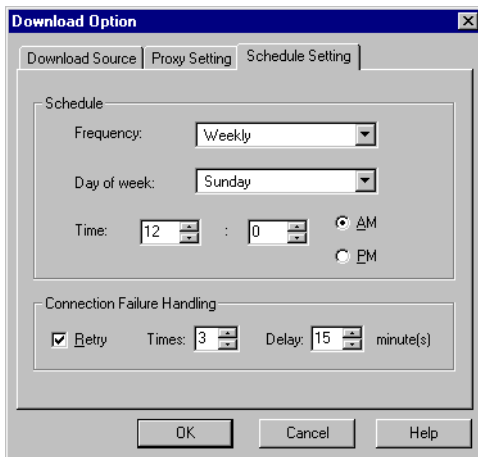 Download Option
Download Source Proxy Setting Schedule Setting
Schedule
Frequency: Weekly
Day of week: Sunday
Time: 12 : 0 AM
PM
Connection Failure Handling
Retry Times: 3 Delay: 15 minute(s)
OK Cancel Help